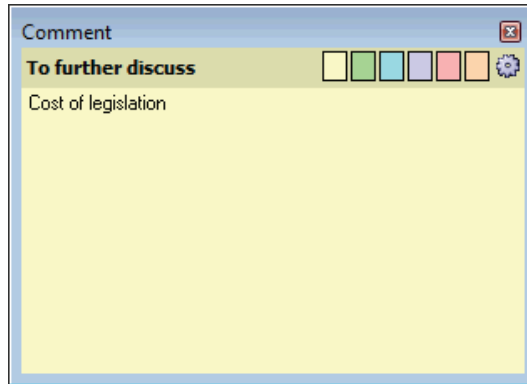 Comment
To further discuss
Cost of legislation